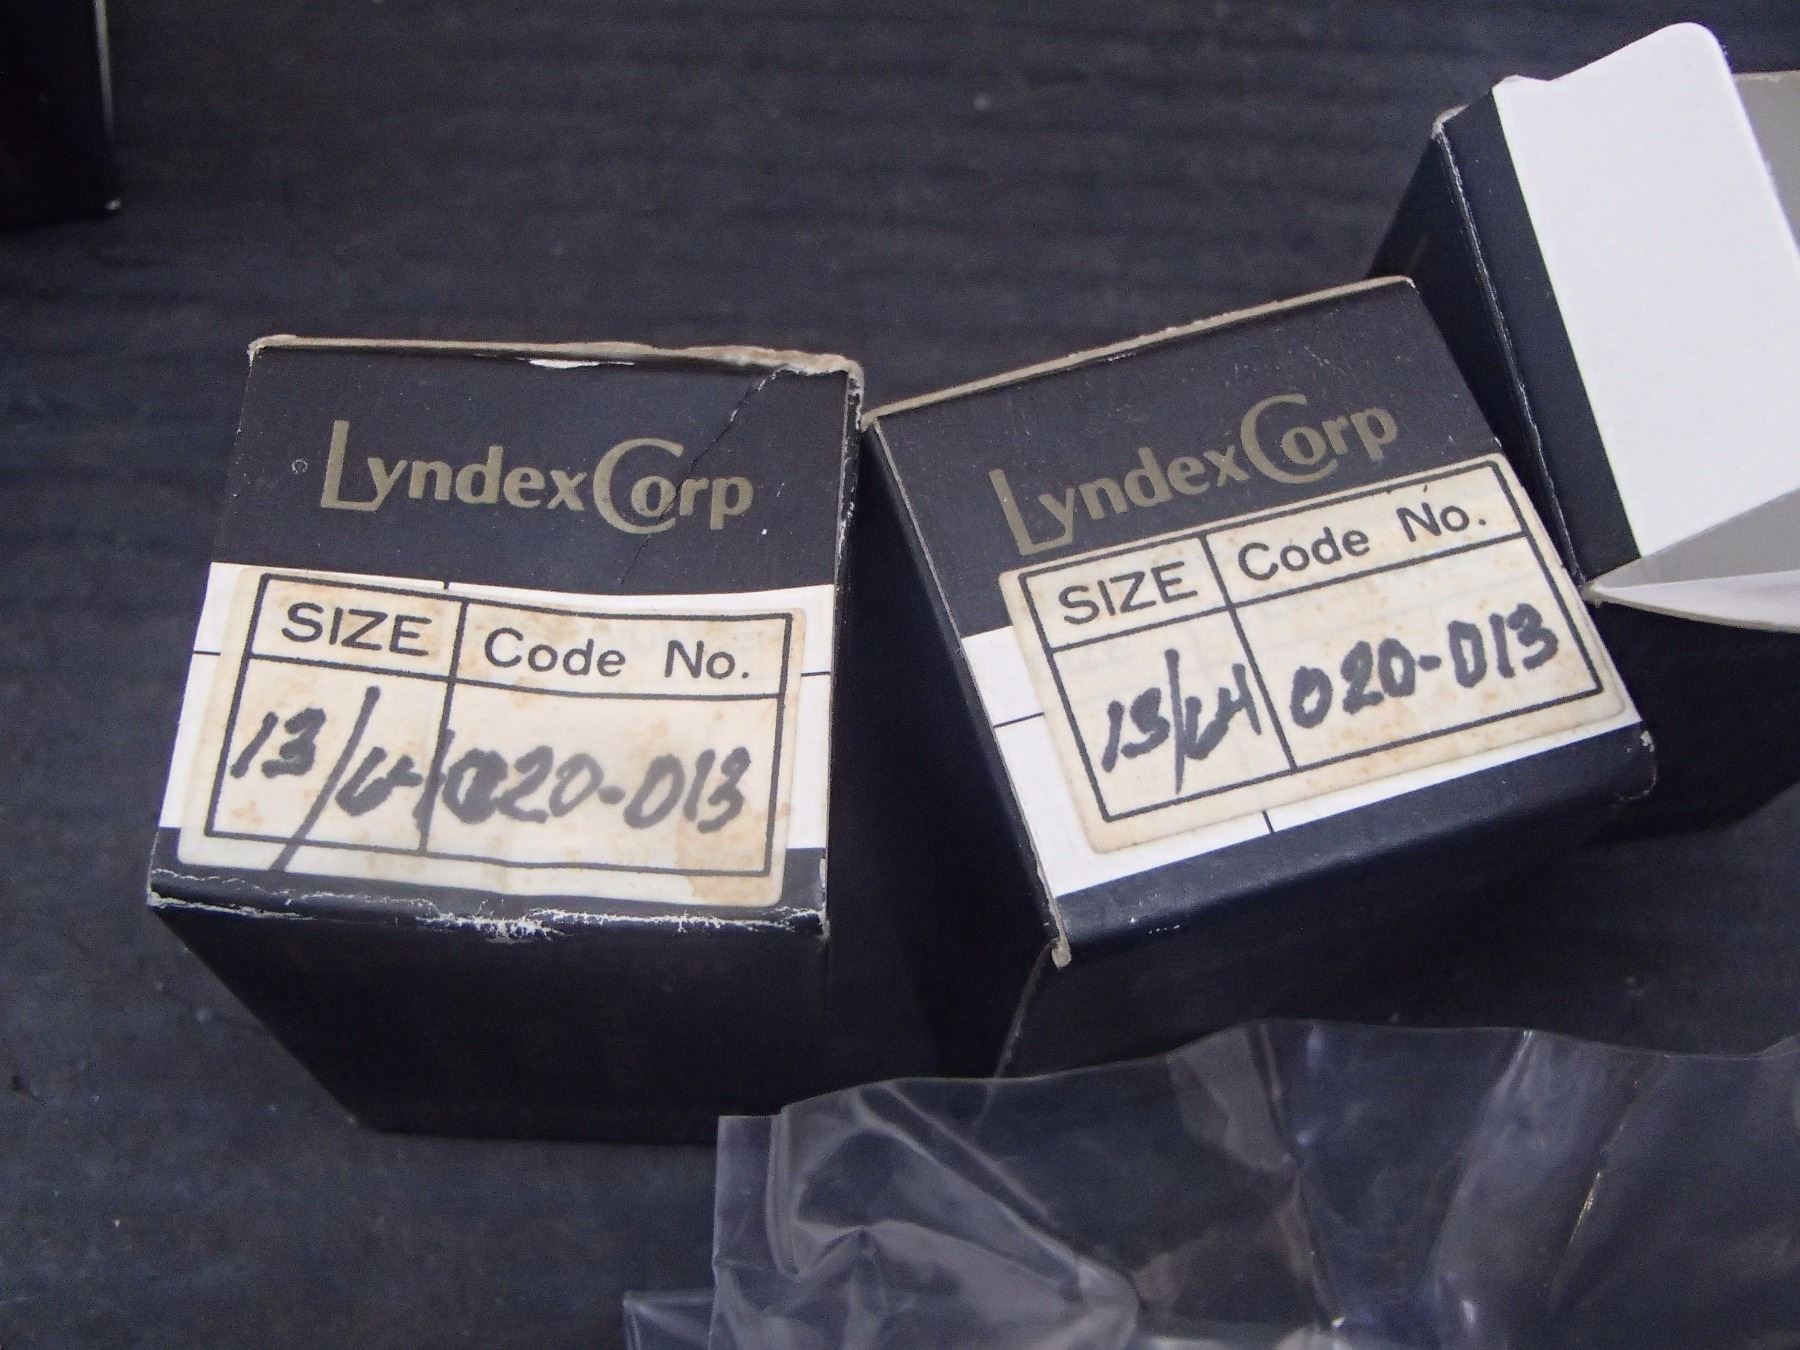 LyndexCorp
SIZE Code No.
13/64 020-013
LyndexCorp
SIZE Code No.
13/64 020-013